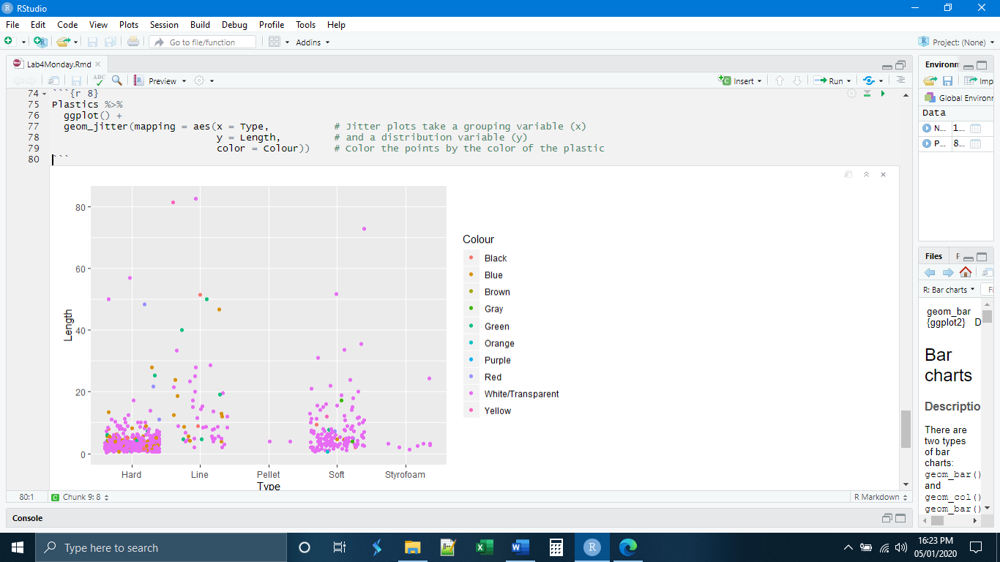 RStudio
File Edit Code View Plots Session Build Debug Profile Tools Help
Go to file/function Addins Project: (None)
Lab4Monday.Rmd
ABC Preview Insert Run
74 ```{r 8}
75 Plastics %>%
76 ggplot() +
77 geom_jitter(mapping = aes(x = Type, # Jitter plots take a grouping variable (x)
78 y = Length, # and a distribution variable (y)
79 color = Colour)) # Color the points by the color of the plastic
80 ```
80
60
40
20
0
Length
Hard Line Pellet Soft Styrofoam
Type
Colour
Black
Blue
Brown
Gray
Green
Orange
Purple
Red
White/Transparent
Yellow
80:1 C Chunk 9: 8 R Markdown
Console
Environm
Imp
Global Environm
Data
N... 1...
P... 8...
Files
R: Bar charts Fi
geom_bar
{ggplot2} D
Bar
charts
Descriptio
There are
two types
of bar
charts:
geom_bar()
and
geom_col()
geom_bar()
Type here to search
16:23 PM
05/01/2020